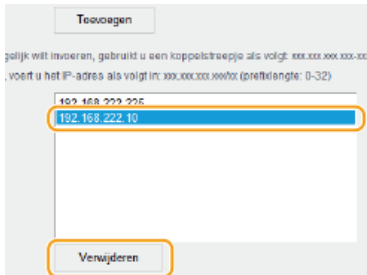 Toevoegen
gelijk wilt invoeren, gebruikt u een koppelstreepje als volgt: xxx.xxx.xxx.xxx-xx
, voert u het IP-adres als volgt in: xxx.xxx.xxx.xxx/xx (prefixlengte: 0-32)
192.168.222.225
192.168.222.10
Verwijderen